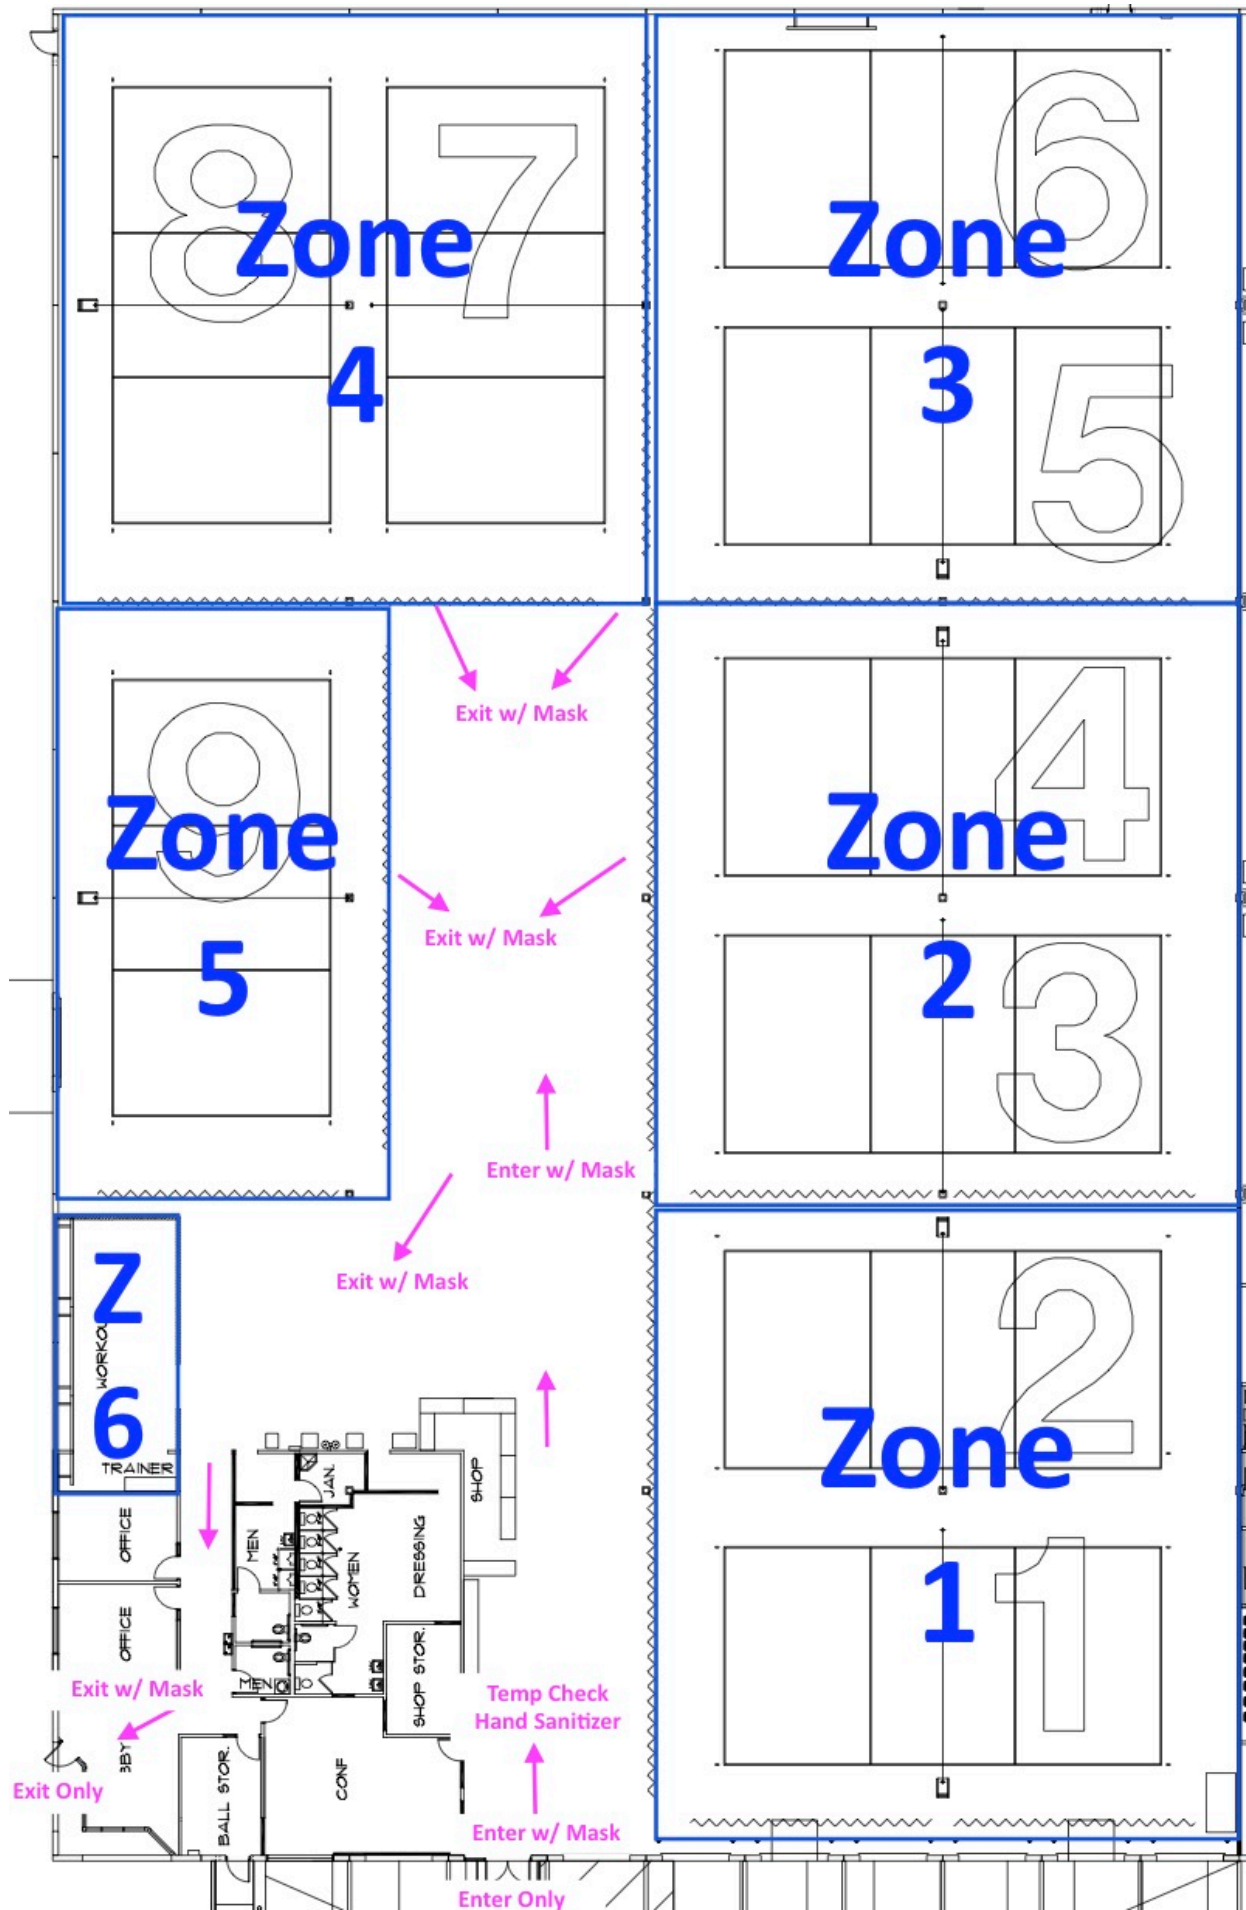 8
7
6
Zone
4
Zone
3
5
Exit w/ Mask
9
Zone
5
4
Zone
2
3
Exit w/ Mask
Enter w/ Mask
Exit w/ Mask
Z
6
TRAINER
2
Zone
1
1
OFFICE
OFFICE
MEN
JAN.
WOMEN
DRESSING
SHOP
MEN
SHOP STOR.
Exit w/ Mask
Temp Check
Hand Sanitizer
BALL STOR.
CONF
Exit Only
Enter w/ Mask
Enter Only